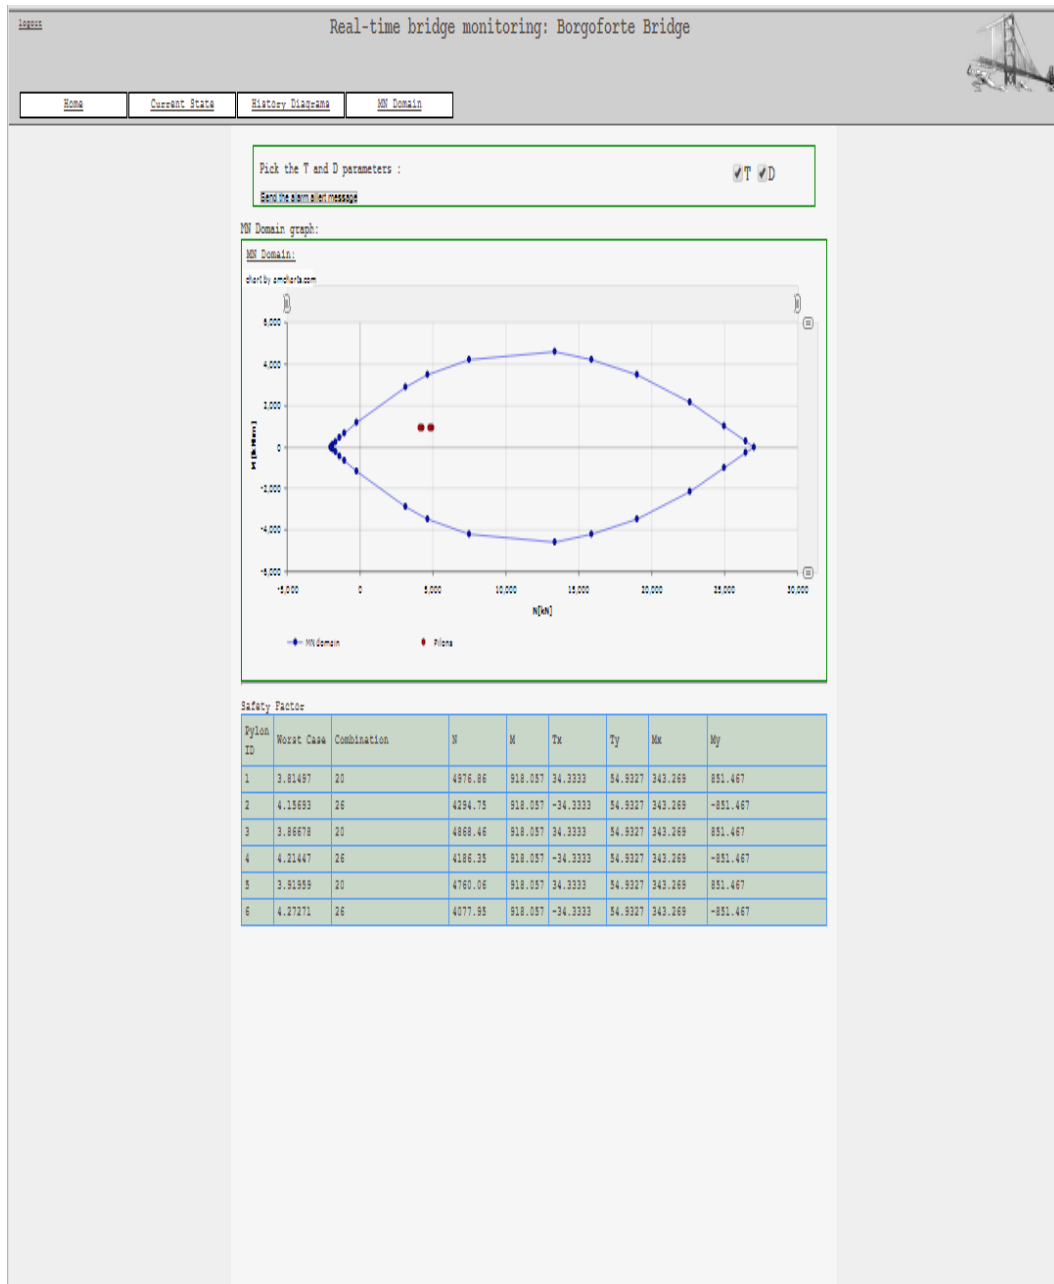 logout
Real-time bridge monitoring: Borgoforte Bridge
Home Current State History Diagrams MN Domain
Pick the T and D parameters : T D
Send the alarm allert message
MN Domain graph:
MN Domain:
chart by amcharts.com
4,000
2,000
0
-2,000
-4,000
-5,000 0 5,000 10,000 15,000 20,000 25,000 30,000
N[kN]
MN domain Pilons
Safety Factor
Pylon ID Worst Case Combination N M Tx Ty Mx My
1 3.81497 20 4976.86 918.057 34.3333 54.9327 343.269 851.467
2 4.15693 26 4294.75 918.057 -34.3333 54.9327 343.269 -851.467
3 3.86678 20 4868.46 918.057 34.3333 54.9327 343.269 851.467
4 4.21447 26 4186.35 918.057 -34.3333 54.9327 343.269 -851.467
5 3.91959 20 4760.06 918.057 34.3333 54.9327 343.269 851.467
6 4.27271 26 4077.95 918.057 -34.3333 54.9327 343.269 -851.467